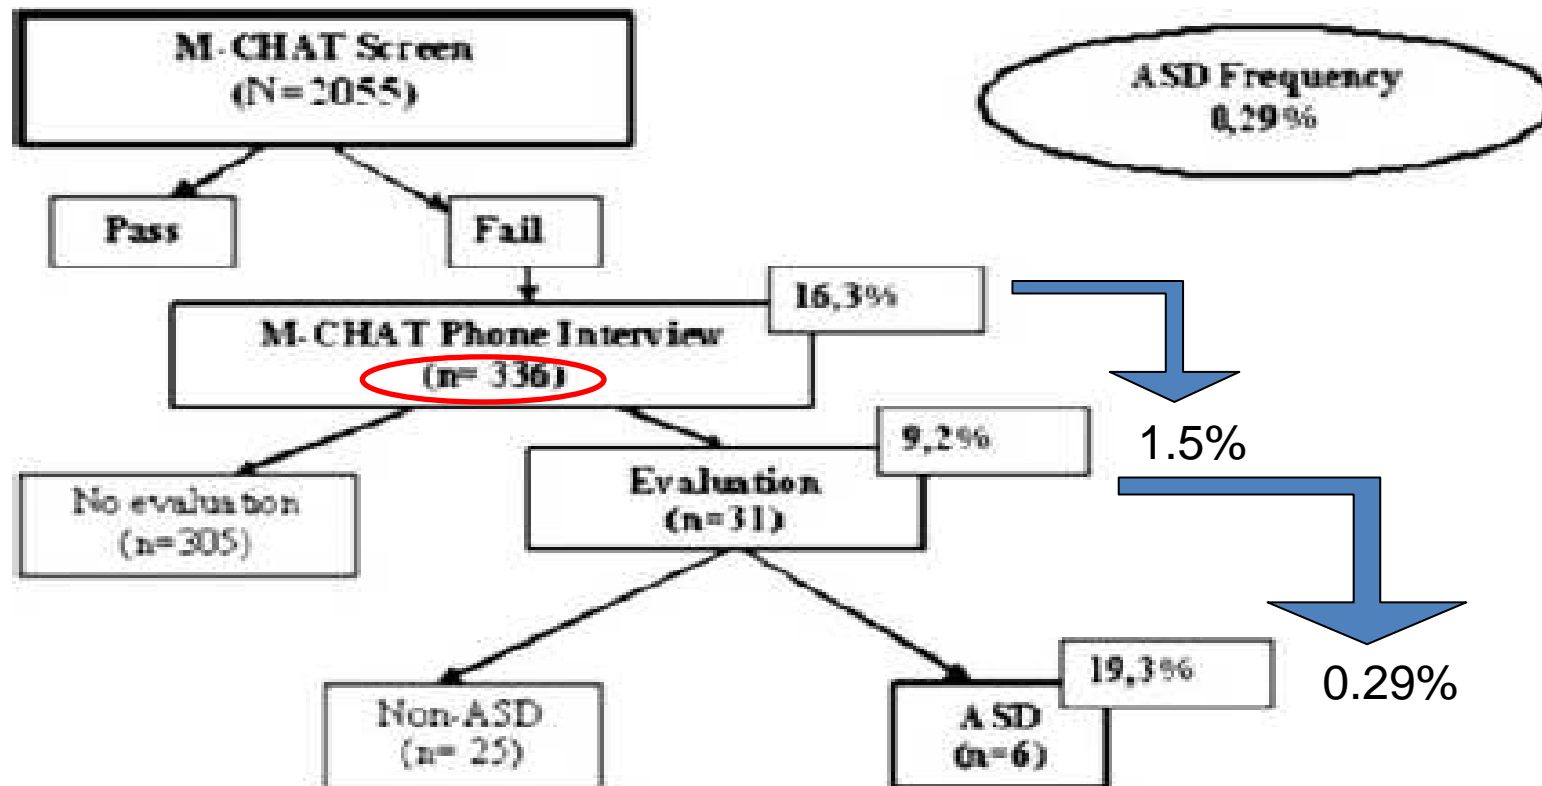 M-CHAT Screen
(N=2055)
ASD Frequency
0,29%
Pass
Fail
16,3%
M-CHAT Phone Interview
(n= 336)
9,2%
1.5%
No evaluation
(n=305)
Evaluation
(n=31)
19,3%
0.29%
Non-ASD
(n= 25)
ASD
(n=6)